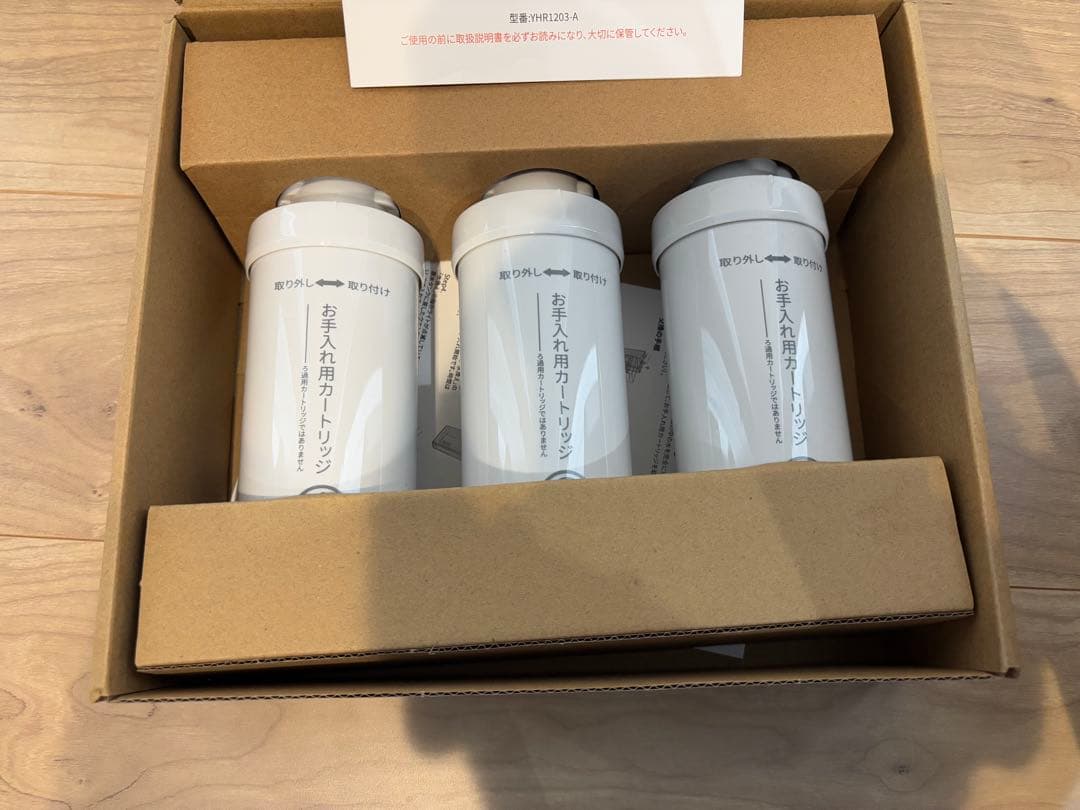 型番:YHR1203-A
ご使用の前に取扱説明書を必ずお読みになり、大切に保管してください。
取り外し 取り付け
お手入れ用カートリッジ
ろ過用カートリッジではありません
取り外し 取り付け
お手入れ用カートリッジ
ろ過用カートリッジではありません
取り外し 取り付け
お手入れ用カートリッジ
ろ過用カートリッジではありません